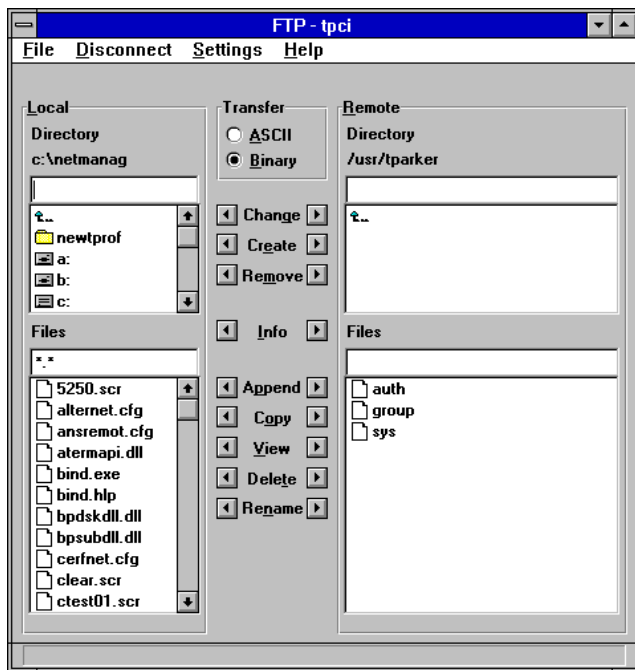 FTP - tpci
File Disconnect Settings Help
Local
Directory
c:\netmanag
..
newtprof
a:
b:
c:
Files
*.*
5250.scr
alternet.cfg
ansremot.cfg
atermapi.dll
bind.exe
bind.hlp
bpdskdll.dll
bpsubdll.dll
cerfnet.cfg
clear.scr
ctest01.scr
Transfer
ASCII
Binary
Change
Create
Remove
Info
Append
Copy
View
Delete
Rename
Remote
Directory
/usr/tparker
..
Files
auth
group
sys